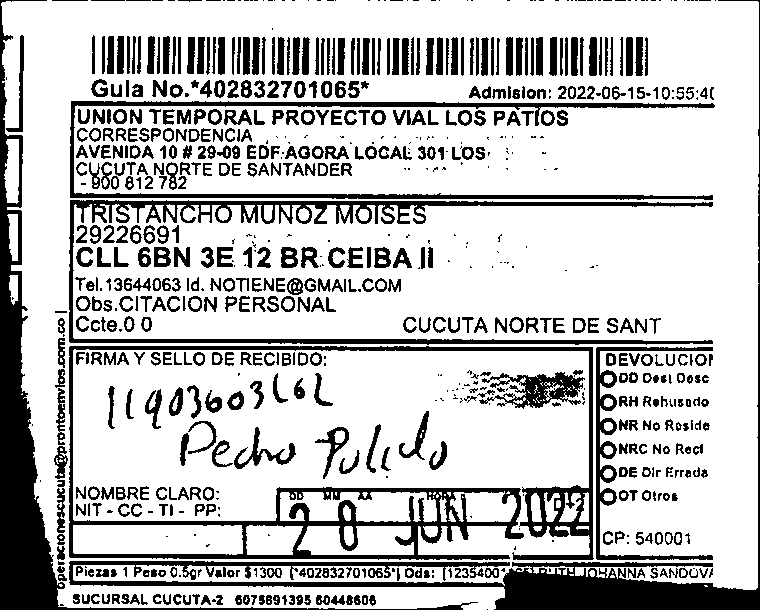 Guia No.*402832701065*
Admision: 2022-06-15-10:55:40
UNION TEMPORAL PROYECTO VIAL LOS PATIOS
CORRESPONDENCIA
AVENIDA 10 # 29-09 EDF AGORA LOCAL 301 LOS
CUCUTA NORTE DE SANTANDER
- 900 812 782
TRISTANCHO MUNOZ MOISES
29226691
CLL 6BN 3E 12 BR CEIBA II
Tel.13644063 Id. NOTIENE@GMAIL.COM
Obs.CITACION PERSONAL
Ccte.0 0
CUCUTA NORTE DE SANT
operacionescucuta@prontoenvios.com.co
FIRMA Y SELLO DE RECIBIDO:
Pedro Pulido
NOMBRE CLARO:
NIT - CC - TI - PP:
DD MM AA HORA
28 JUN 2022
DEVOLUCION
DD Desi Desc
RH Rehusado
NR No Reside
NRC No Recl
DE Dir Errada
OT Otros
CP: 540001
Piezas 1 Peso 0.5gr Valor $1300 [*402832701065*] Ods: [1235400 RUTH JOHANNA SANDOVA
SUCURSAL CUCUTA-2 6075891395 60448606